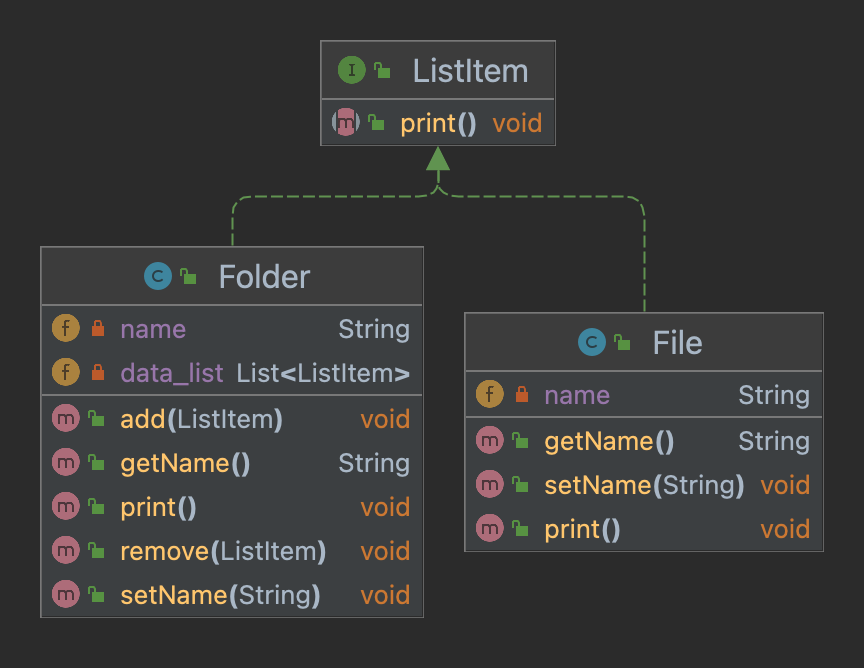 I ListItem
m print() void
C Folder
f name String
f data_list List<ListItem>
m add(ListItem) void
m getName() String
m print() void
m remove(ListItem) void
m setName(String) void
C File
f name String
m getName() String
m setName(String) void
m print() void